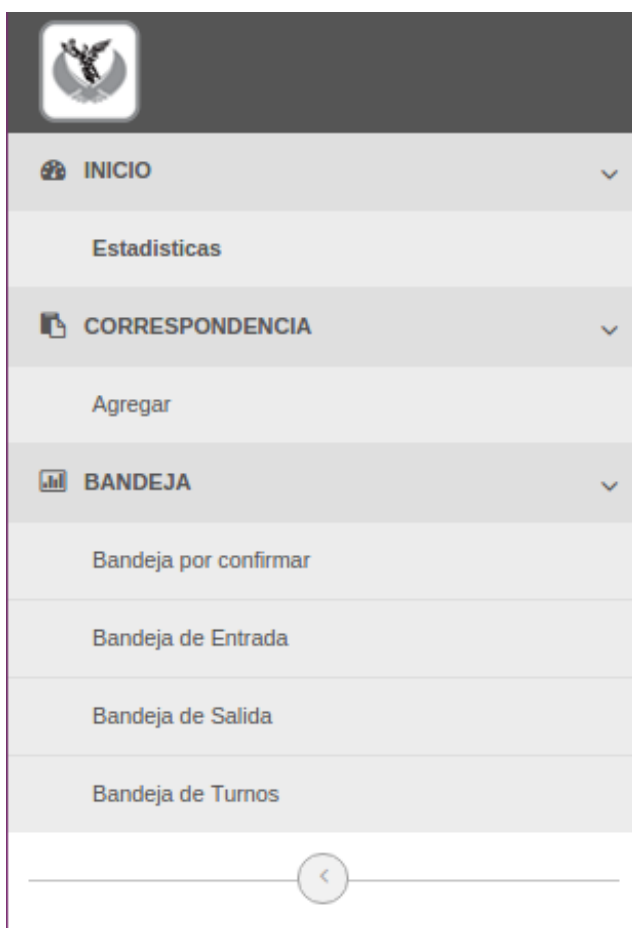 INICIO
Estadisticas
CORRESPONDENCIA
Agregar
BANDEJA
Bandeja por confirmar
Bandeja de Entrada
Bandeja de Salida
Bandeja de Turnos